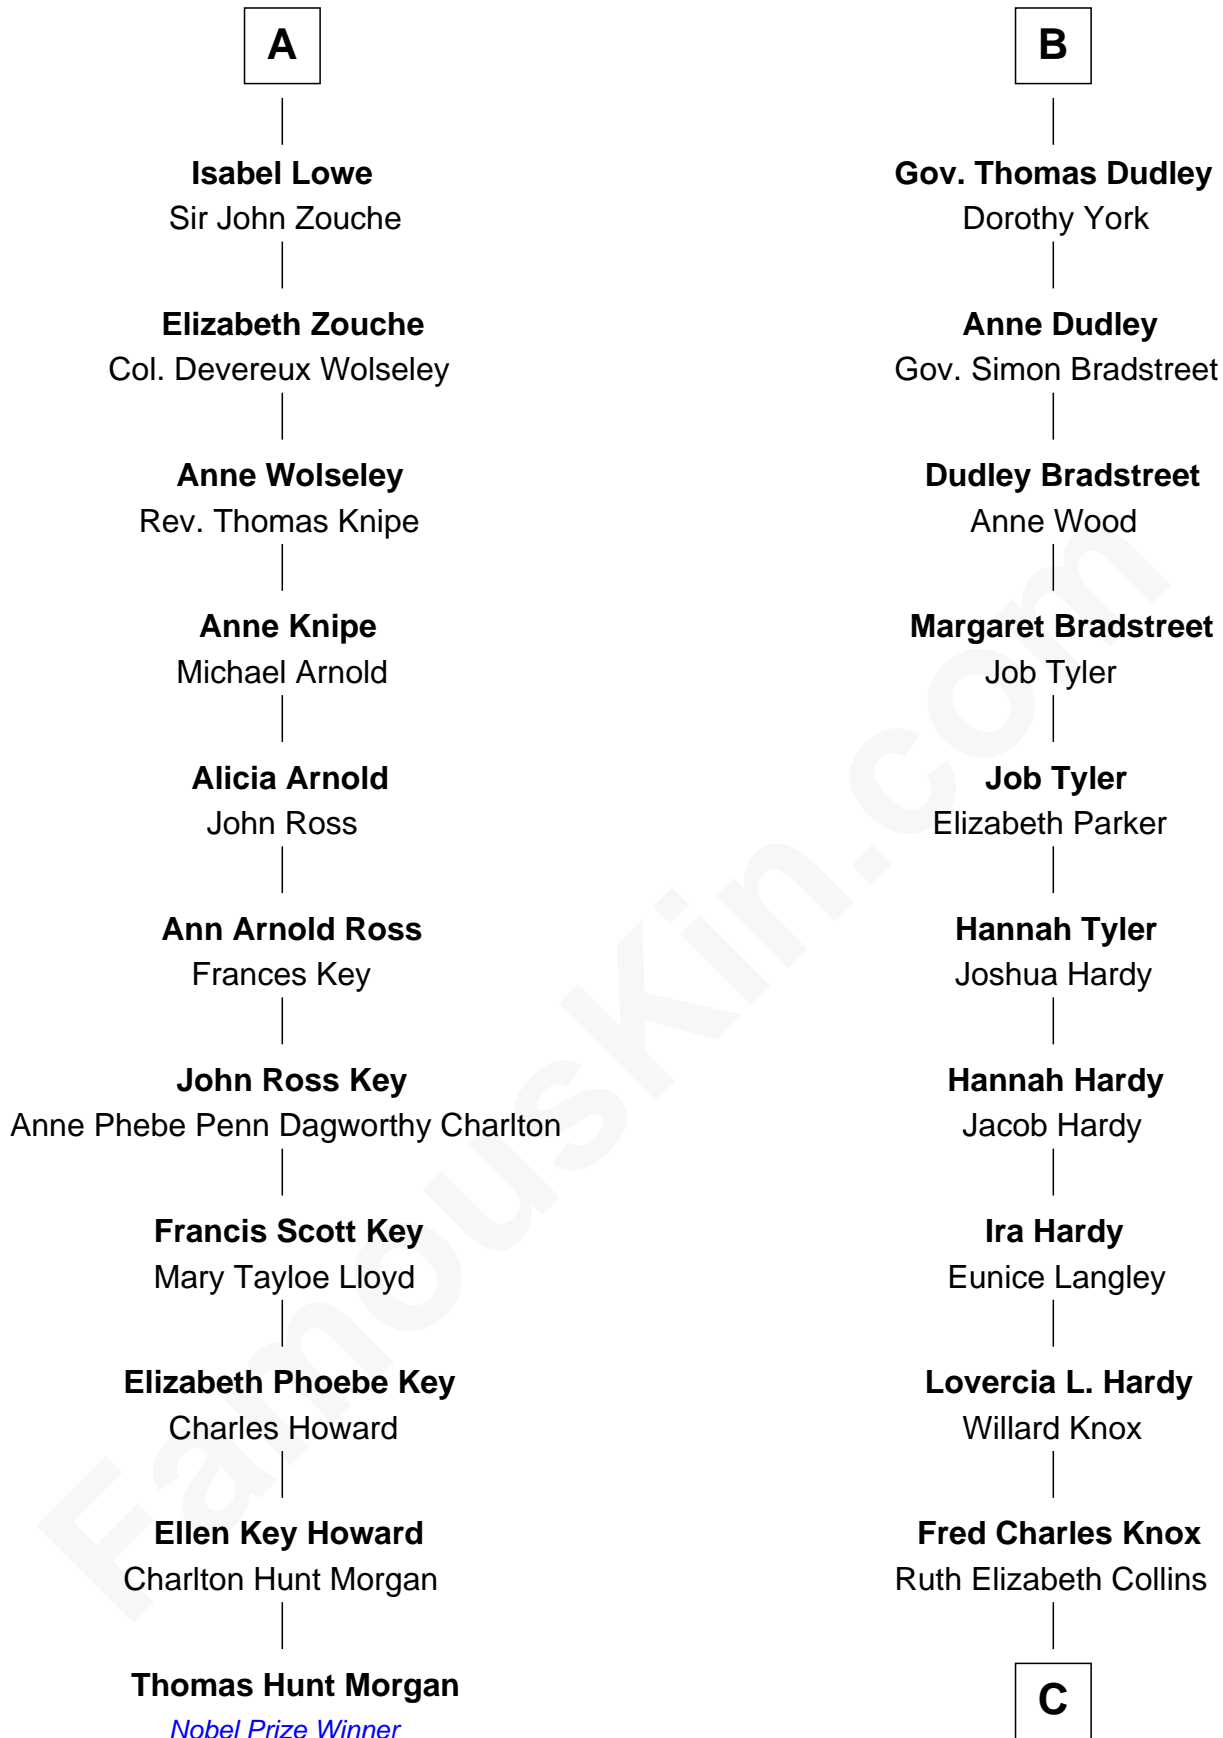 A
Isabel Lowe
Sir John Zouche
Elizabeth Zouche
Col. Devereux Wolseley
Anne Wolseley
Rev. Thomas Knipe
Anne Knipe
Michael Arnold
Alicia Arnold
John Ross
Ann Arnold Ross
Frances Key
John Ross Key
Anne Phebe Penn Dagworthy Charlton
Francis Scott Key
Mary Tayloe Lloyd
Elizabeth Phoebe Key
Charles Howard
Ellen Key Howard
Charlton Hunt Morgan
Thomas Hunt Morgan
Nobel Prize Winner
B
Gov. Thomas Dudley
Dorothy York
Anne Dudley
Gov. Simon Bradstreet
Dudley Bradstreet
Anne Wood
Margaret Bradstreet
Job Tyler
Job Tyler
Elizabeth Parker
Hannah Tyler
Joshua Hardy
Hannah Hardy
Jacob Hardy
Ira Hardy
Eunice Langley
Lovercia L. Hardy
Willard Knox
Fred Charles Knox
Ruth Elizabeth Collins
C
FamousKin.com